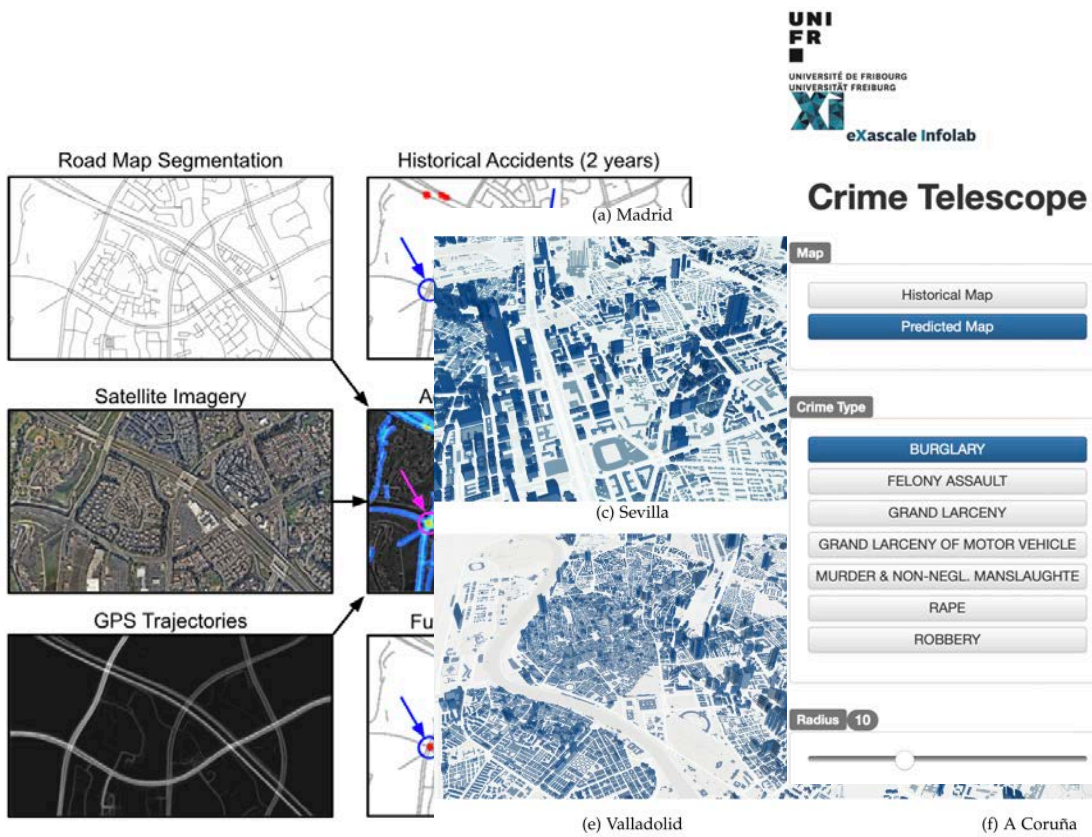 UNI
FR
UNIVERSITÉ DE FRIBOURG
UNIVERSITÄT FREIBURG
Xi
eXascale Infolab
Road Map Segmentation
Historical Accidents (2 years)
(a) Madrid
Crime Telescope
Map
Historical Map
Predicted Map
Satellite Imagery
(c) Sevilla
Crime Type
BURGLARY
FELONY ASSAULT
GRAND LARCENY
GRAND LARCENY OF MOTOR VEHICLE
MURDER & NON-NEGL. MANSLAUGHTE
RAPE
ROBBERY
GPS Trajectories
Fu
Radius 10
(e) Valladolid
(f) A Coruña